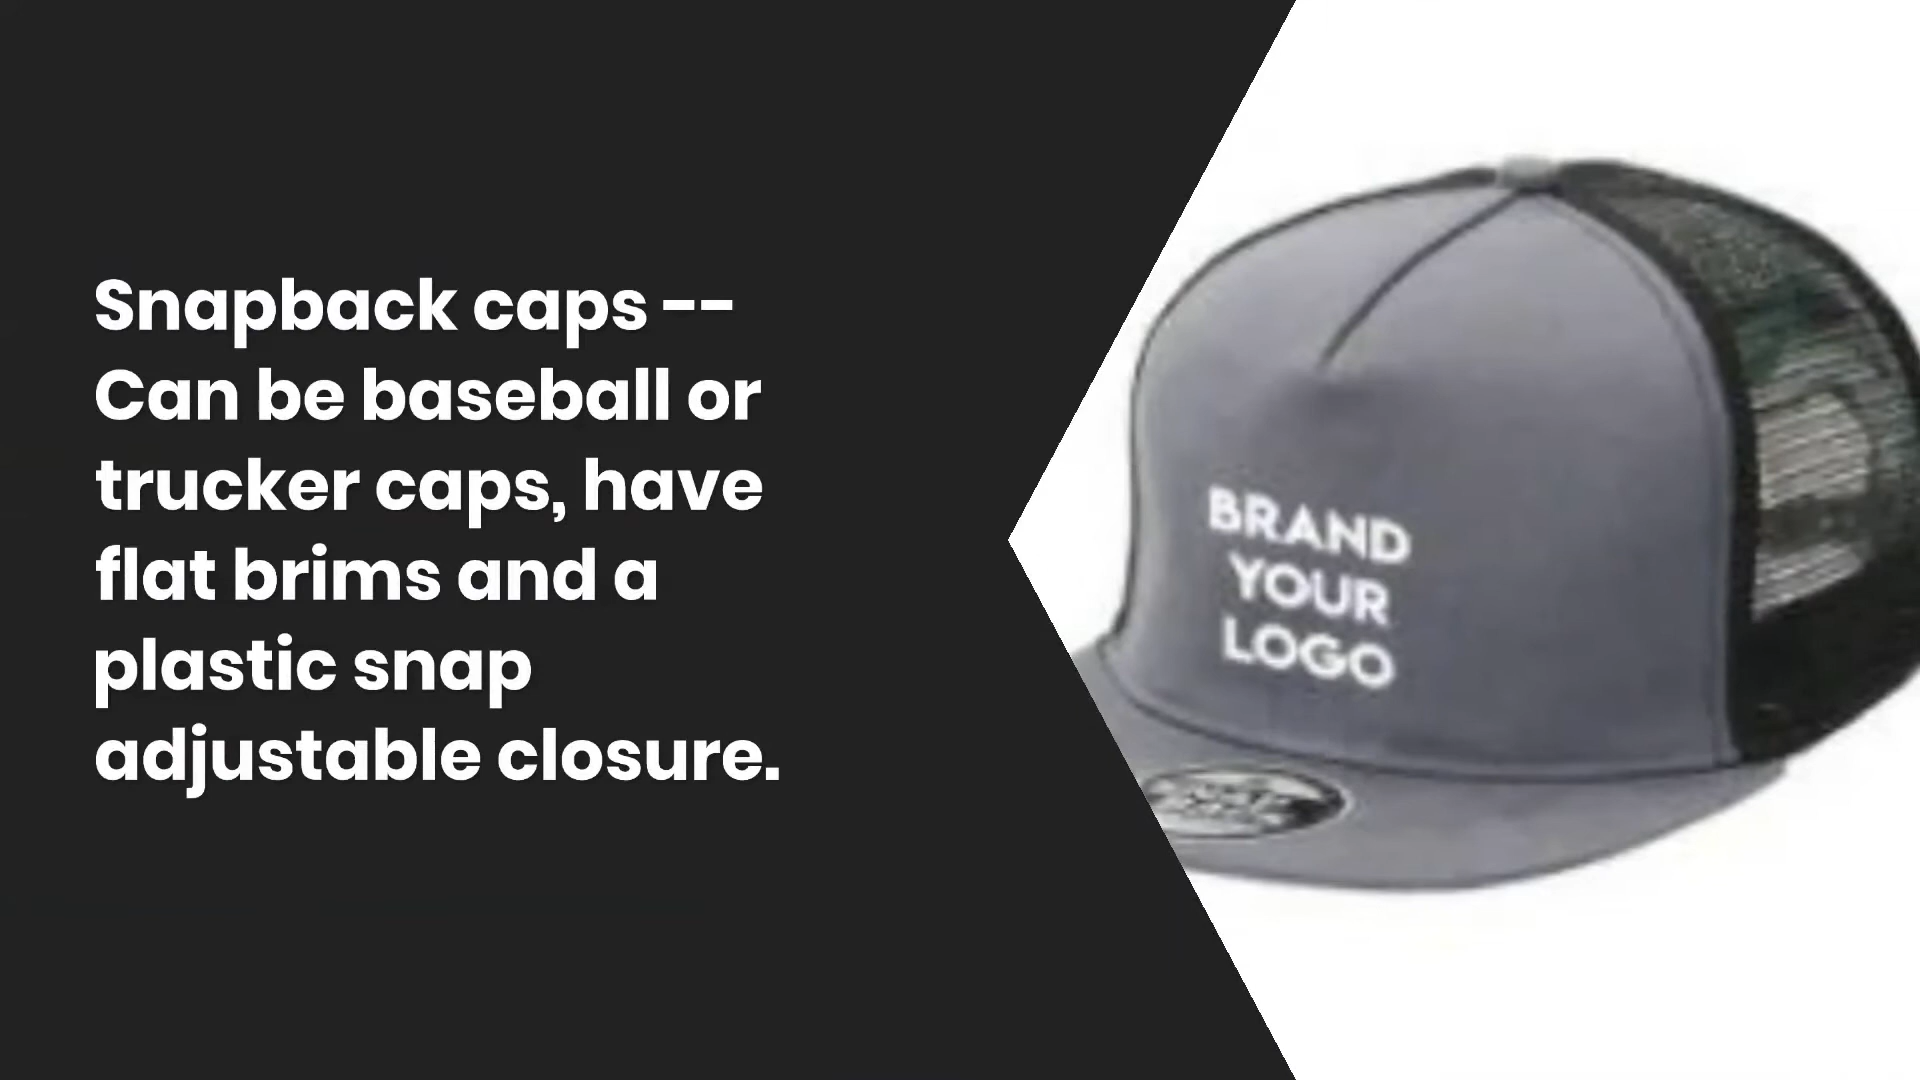 Snapback caps --
Can be baseball or
trucker caps, have
flat brims and a
plastic snap
adjustable closure.
BRAND
YOUR
LOGO